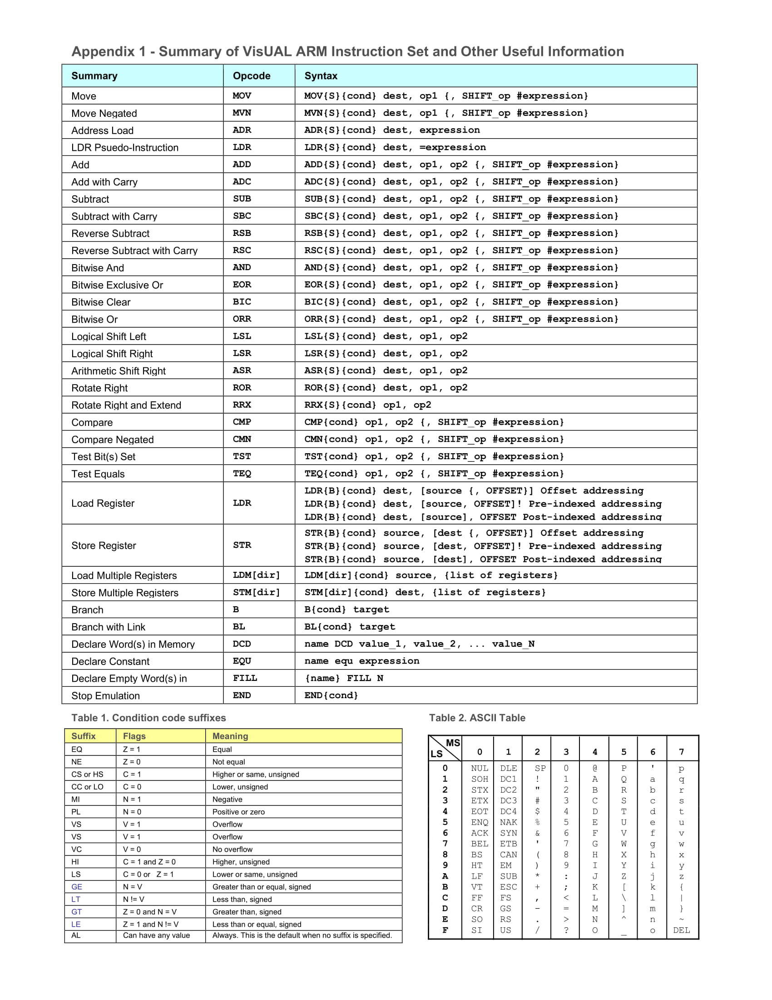 Appendix 1 - Summary of VisUAL ARM Instruction Set and Other Useful Information
Summary Opcode Syntax
Move MOV MOV{S}{cond} dest, op1 {, SHIFT_op #expression}
Move Negated MVN MVN{S}{cond} dest, op1 {, SHIFT_op #expression}
Address Load ADR ADR{S}{cond} dest, expression
LDR Psuedo-Instruction LDR LDR{S}{cond} dest, =expression
Add ADD ADD{S}{cond} dest, op1, op2 {, SHIFT_op #expression}
Add with Carry ADC ADC{S}{cond} dest, op1, op2 {, SHIFT_op #expression}
Subtract SUB SUB{S}{cond} dest, op1, op2 {, SHIFT_op #expression}
Subtract with Carry SBC SBC{S}{cond} dest, op1, op2 {, SHIFT_op #expression}
Reverse Subtract RSB RSB{S}{cond} dest, op1, op2 {, SHIFT_op #expression}
Reverse Subtract with Carry RSC RSC{S}{cond} dest, op1, op2 {, SHIFT_op #expression}
Bitwise And AND AND{S}{cond} dest, op1, op2 {, SHIFT_op #expression}
Bitwise Exclusive Or EOR EOR{S}{cond} dest, op1, op2 {, SHIFT_op #expression}
Bitwise Clear BIC BIC{S}{cond} dest, op1, op2 {, SHIFT_op #expression}
Bitwise Or ORR ORR{S}{cond} dest, op1, op2 {, SHIFT_op #expression}
Logical Shift Left LSL LSL{S}{cond} dest, op1, op2
Logical Shift Right LSR LSR{S}{cond} dest, op1, op2
Arithmetic Shift Right ASR ASR{S}{cond} dest, op1, op2
Rotate Right ROR ROR{S}{cond} dest, op1, op2
Rotate Right and Extend RRX RRX{S}{cond} op1, op2
Compare CMP CMP{cond} op1, op2 {, SHIFT_op #expression}
Compare Negated CMN CMN{cond} op1, op2 {, SHIFT_op #expression}
Test Bit(s) Set TST TST{cond} op1, op2 {, SHIFT_op #expression}
Test Equals TEQ TEQ{cond} op1, op2 {, SHIFT_op #expression}
Load Register LDR LDR{B}{cond} dest, [source {, OFFSET}] Offset addressing
LDR{B}{cond} dest, [source, OFFSET]! Pre-indexed addressing
LDR{B}{cond} dest, [source], OFFSET Post-indexed addressing
Store Register STR STR{B}{cond} source, [dest {, OFFSET}] Offset addressing
STR{B}{cond} source, [dest, OFFSET]! Pre-indexed addressing
STR{B}{cond} source, [dest], OFFSET Post-indexed addressing
Load Multiple Registers LDM[dir] LDM[dir]{cond} source, {list of registers}
Store Multiple Registers STM[dir] STM[dir]{cond} dest, {list of registers}
Branch B B{cond} target
Branch with Link BL BL{cond} target
Declare Word(s) in Memory DCD name DCD value_1, value_2, ... value_N
Declare Constant EQU name equ expression
Declare Empty Word(s) in FILL {name} FILL N
Stop Emulation END END{cond}
Table 1. Condition code suffixes
Suffix Flags Meaning
EQ Z = 1 Equal
NE Z = 0 Not equal
CS or HS C = 1 Higher or same, unsigned
CC or LO C = 0 Lower, unsigned
MI N = 1 Negative
PL N = 0 Positive or zero
VS V = 1 Overflow
VS V = 1 Overflow
VC V = 0 No overflow
HI C = 1 and Z = 0 Higher, unsigned
LS C = 0 or Z = 1 Lower or same, unsigned
GE N = V Greater than or equal, signed
LT N != V Less than, signed
GT Z = 0 and N = V Greater than, signed
LE Z = 1 and N != V Less than or equal, signed
AL Can have any value Always. This is the default when no suffix is specified.
Table 2. ASCII Table
MS
LS 0 1 2 3 4 5 6 7
0 NUL DLE SP 0 @ P ' p
1 SOH DC1 ! 1 A Q a q
2 STX DC2 " 2 B R b r
3 ETX DC3 # 3 C S c s
4 EOT DC4 $ 4 D T d t
5 ENQ NAK % 5 E U e u
6 ACK SYN & 6 F V f v
7 BEL ETB ' 7 G W g w
8 BS CAN ( 8 H X h x
9 HT EM ) 9 I Y i y
A LF SUB * : J Z j z
B VT ESC + ; K [ k {
C FF FS , < L \ l |
D CR GS - = M ] m }
E SO RS . > N ^ n ~
F SI US / ? O _ o DEL